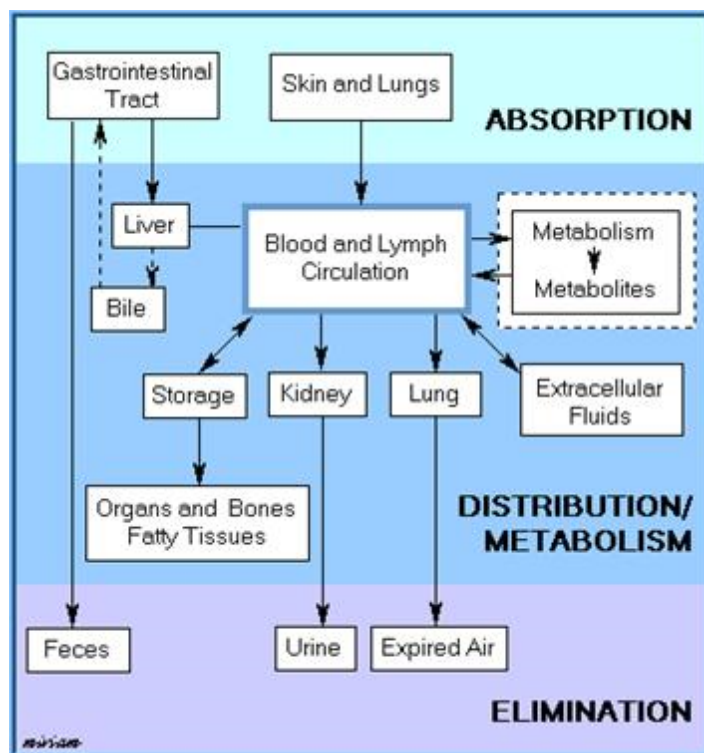 Gastrointestinal
Tract
Skin and Lungs
ABSORPTION
Liver
Blood and Lymph
Circulation
Metabolism
Metabolites
Bile
Storage
Kidney
Lung
Extracellular
Fluids
Organs and Bones
Fatty Tissues
DISTRIBUTION/
METABOLISM
Feces
Urine
Expired Air
ELIMINATION